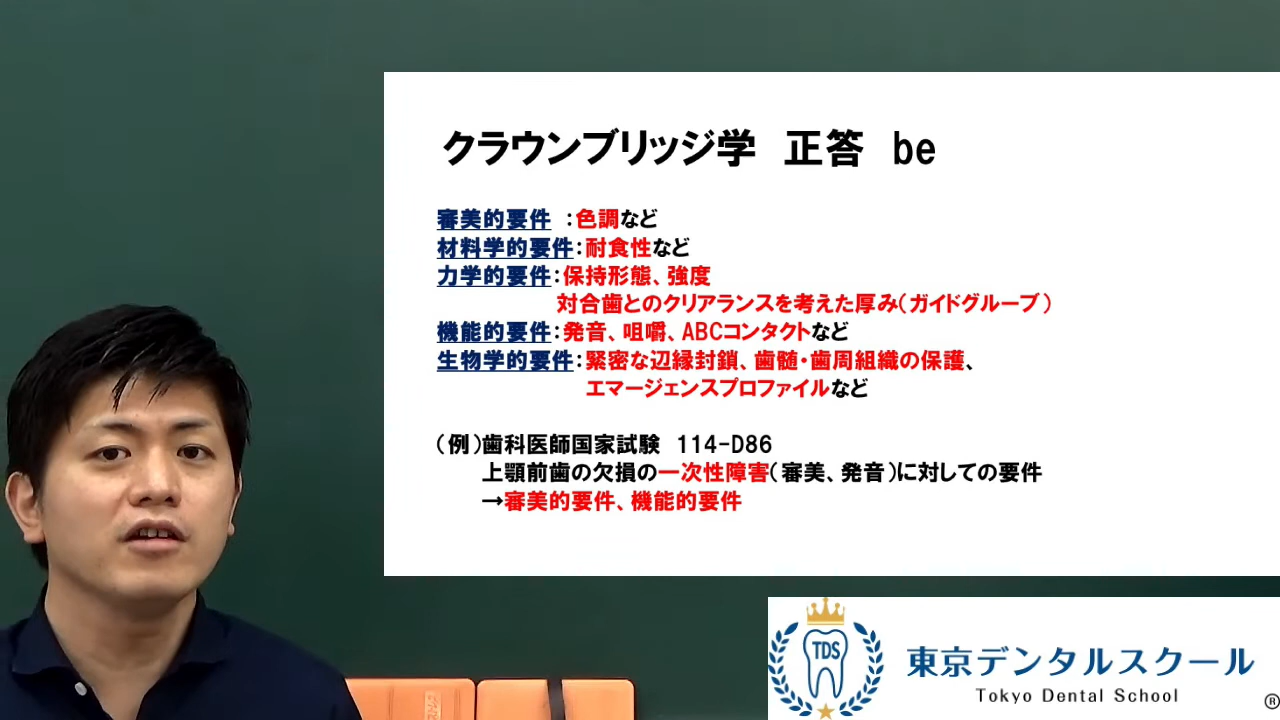 クラウンブリッジ学 正答 be
審美的要件 :色調など
材料学的要件:耐食性など
力学的要件:保持形態、強度
対合歯とのクリアランスを考えた厚み(ガイドグルーブ)
機能的要件:発音、咀嚼、ABCコンタクトなど
生物学的要件:緊密な辺縁封鎖、歯髄・歯周組織の保護、
エマージェンスプロファイルなど
(例)歯科医師国家試験 114-D86
上顎前歯の欠損の一次性障害(審美、発音)に対しての要件
→審美的要件、機能的要件
TDS
東京デンタルスクール
Tokyo Dental School
®